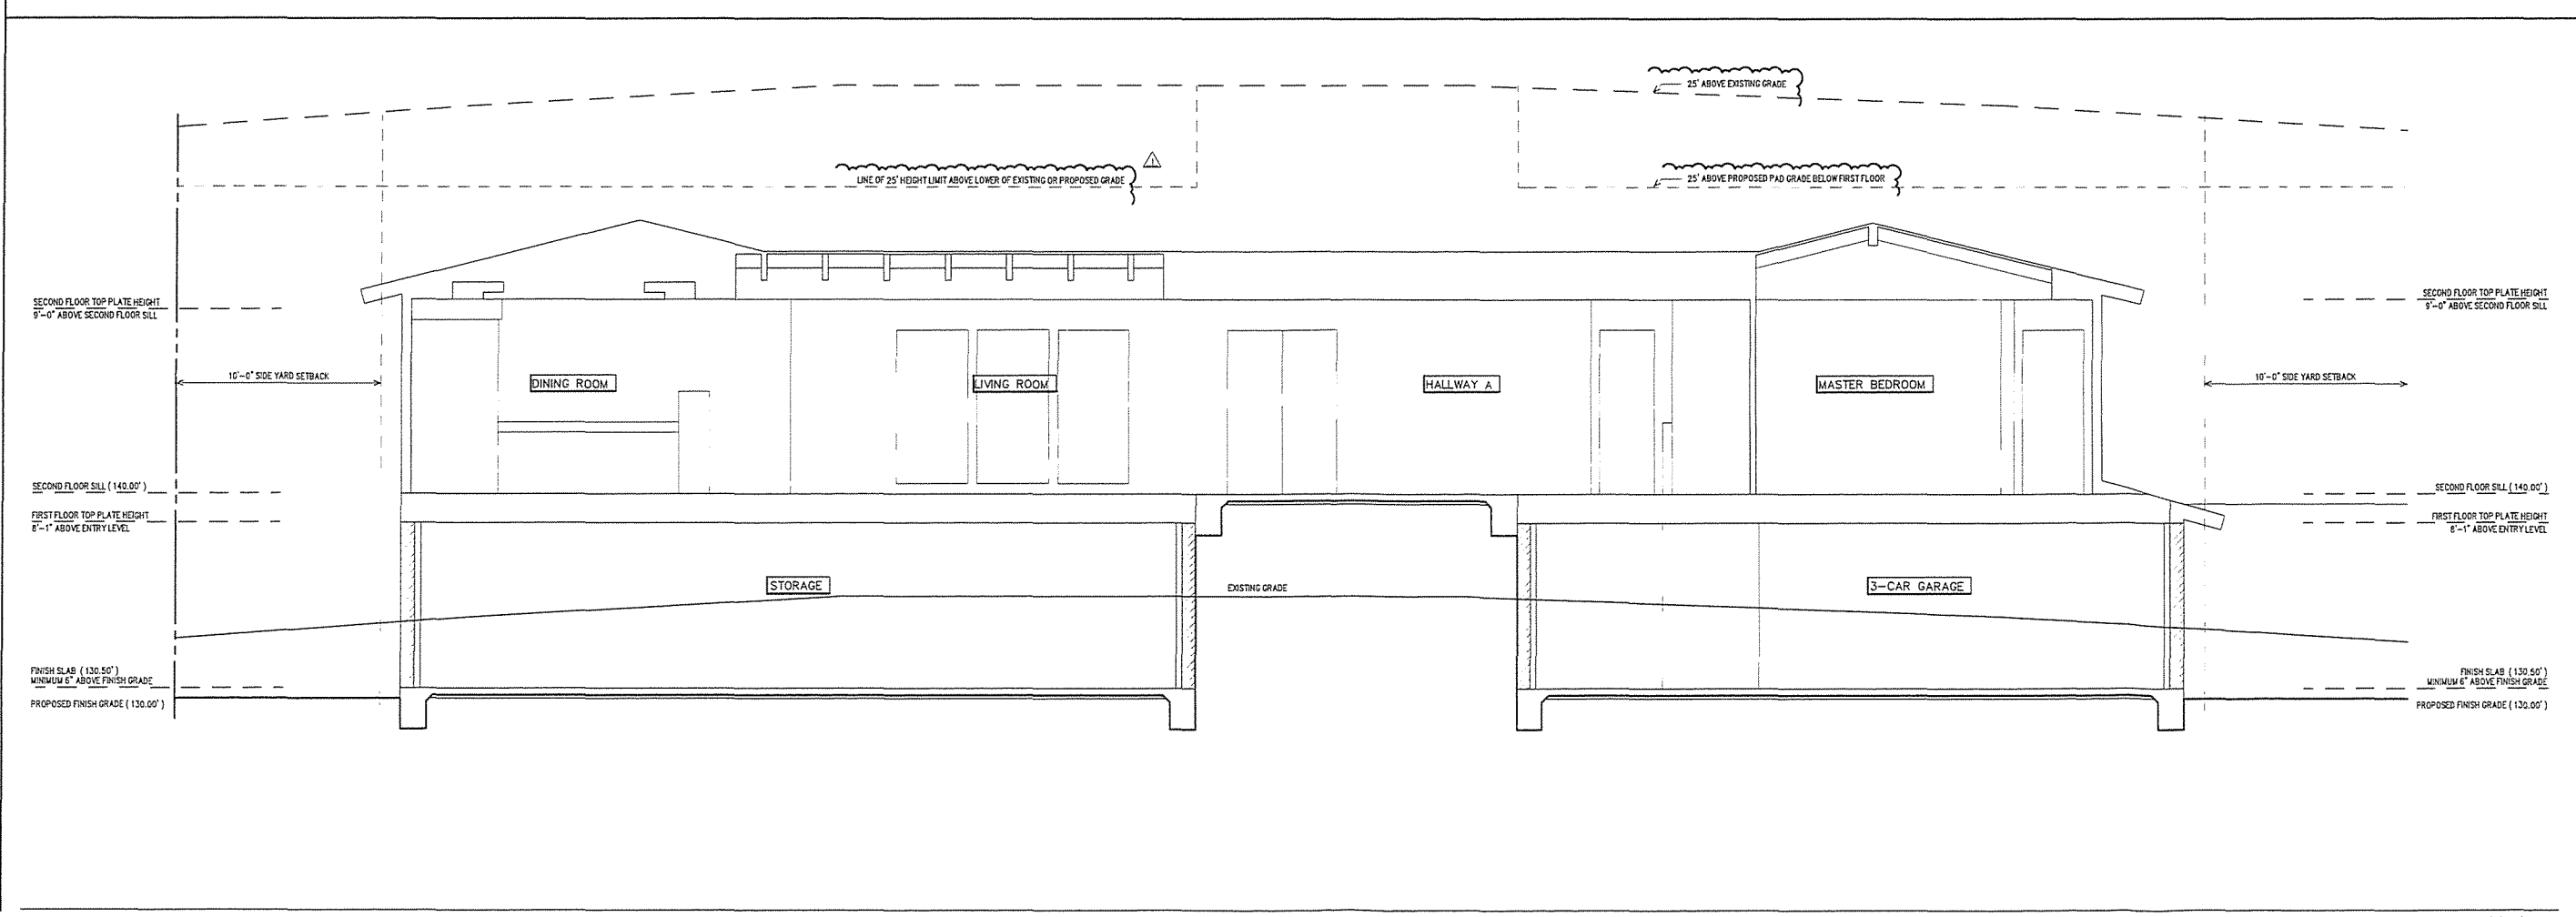 25' ABOVE EXISTING GRADE
LINE OF 25' HEIGHT LIMIT ABOVE LOWER OF EXISTING OR PROPOSED GRADE
1
25' ABOVE PROPOSED PAD GRADE BELOW FIRST FLOOR
SECOND FLOOR TOP PLATE HEIGHT
9'-0" ABOVE SECOND FLOOR SILL
SECOND FLOOR TOP PLATE HEIGHT
9'-0" ABOVE SECOND FLOOR SILL
10'-0" SIDE YARD SETBACK
DINING ROOM
LIVING ROOM
HALLWAY A
MASTER BEDROOM
10'-0" SIDE YARD SETBACK
SECOND FLOOR SILL ( 140.00' )
SECOND FLOOR SILL ( 140.00' )
FIRST FLOOR TOP PLATE HEIGHT
8'-1" ABOVE ENTRY LEVEL
FIRST FLOOR TOP PLATE HEIGHT
8'-1" ABOVE ENTRY LEVEL
STORAGE
EXISTING GRADE
3-CAR GARAGE
FINISH SLAB ( 130.50' )
MINIMUM 6" ABOVE FINISH GRADE
FINISH SLAB ( 130.50' )
MINIMUM 6" ABOVE FINISH GRADE
PROPOSED FINISH GRADE ( 130.00' )
PROPOSED FINISH GRADE ( 130.00' )